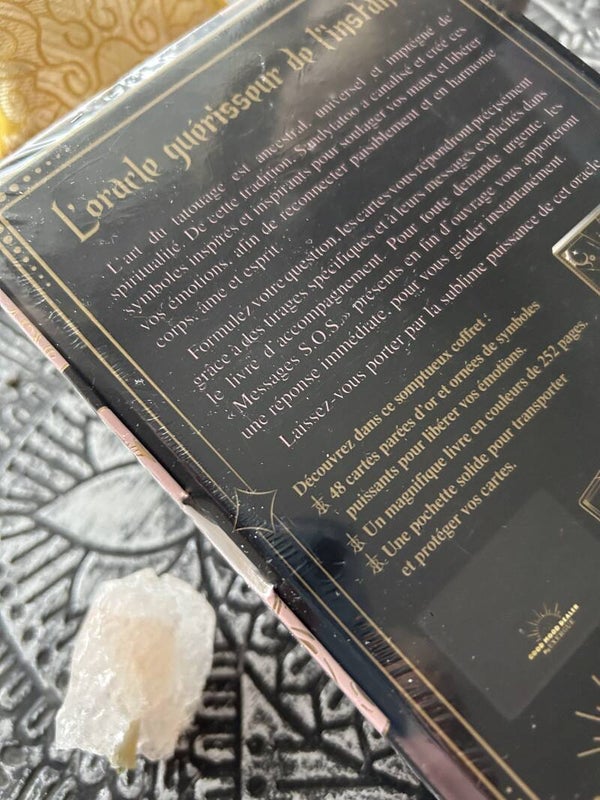 L'oracle guérisseur de l'instan
L'art du tatouage est ancestral, universel et imprégné de
spiritualité. De cette tradition, Sandytatoo a canalisé et créé ces
symboles inspirés et inspirants pour soulager vos maux et libérer
vos émotions, afin de reconnecter paisiblement et en harmonie
corps, âme et esprit.
Formulez votre question, les cartes vous répondront précisément
grâce à des tirages spécifiques et à leurs messages explicités dans
le livre d'accompagnement. Pour toute demande urgente, les
« Messages S.O.S. » présents en fin d'ouvrage vous apporteront
une réponse immédiate, pour vous guider instantanément.
Laissez-vous porter par la sublime puissance de cet oracle
Découvrez dans ce somptueux coffret :
48 cartes parées d'or et ornées de symboles
puissants pour libérer vos émotions.
Un magnifique livre en couleurs de 252 pages.
Une pochette solide pour transporter
et protéger vos cartes.
GOOD MOOD DEALER
BY EXERGUE